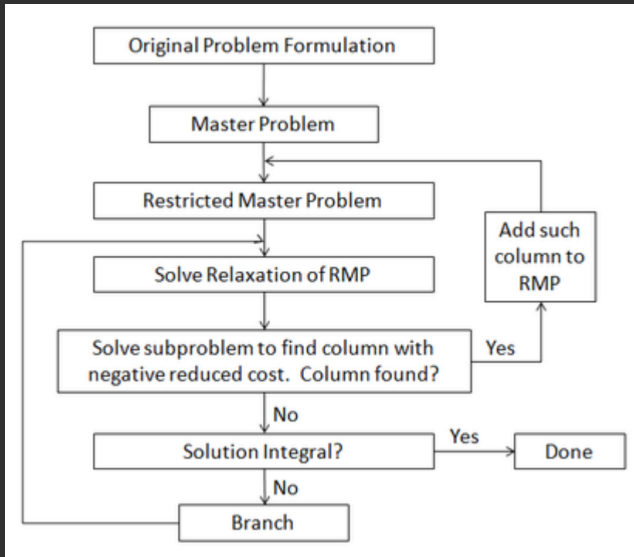 Original Problem Formulation
Master Problem
Restricted Master Problem
Add such
column to
RMP
Solve Relaxation of RMP
Solve subproblem to find column with
negative reduced cost. Column found?
Yes
No
Solution Integral?
Yes
Done
No
Branch